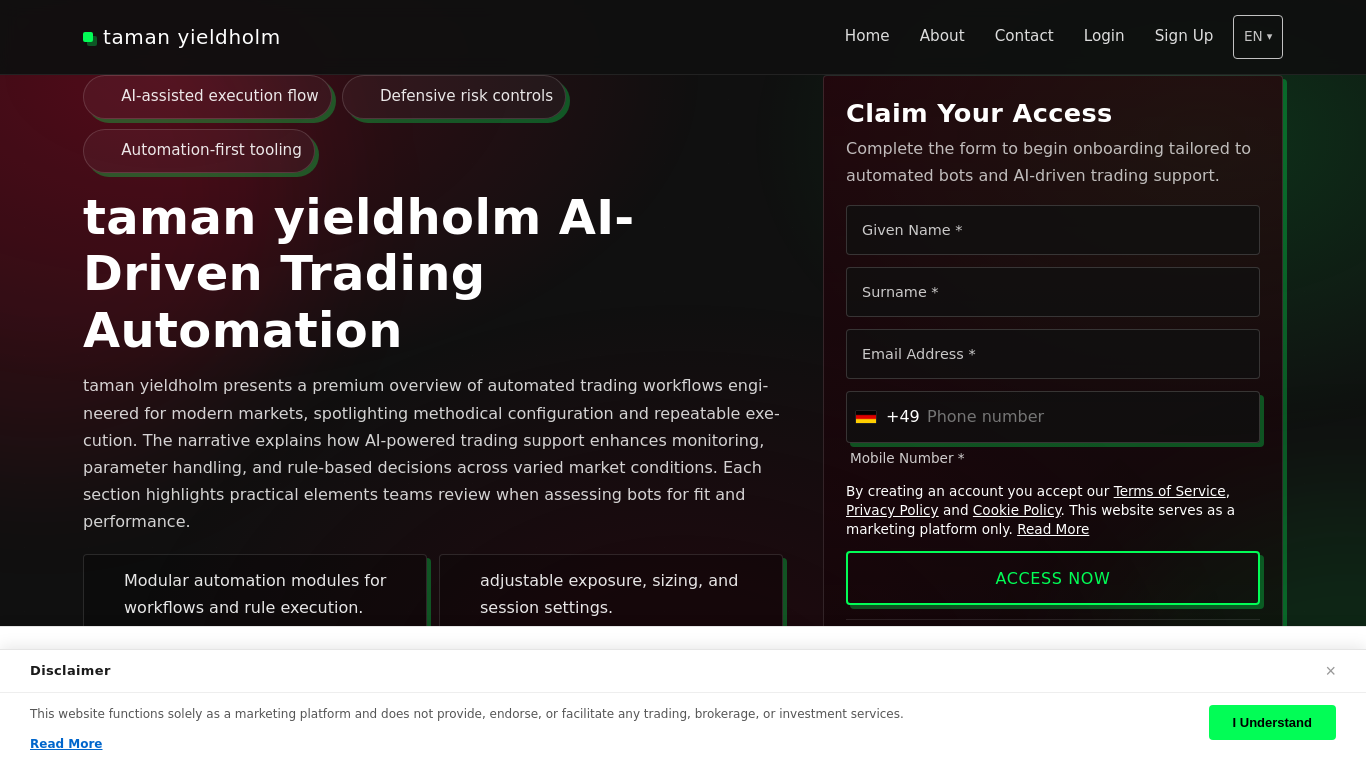 taman yieldholm
Home
About
Contact
Login
Sign Up
EN ▾
AI-assisted execution flow
Defensive risk controls
Automation-first tooling
taman yieldholm AI-
Driven Trading
Automation
taman yieldholm presents a premium overview of automated trading workflows engi-
neered for modern markets, spotlighting methodical configuration and repeatable exe-
cution. The narrative explains how AI-powered trading support enhances monitoring,
parameter handling, and rule-based decisions across varied market conditions. Each
section highlights practical elements teams review when assessing bots for fit and
performance.
Modular automation modules for
workflows and rule execution.
adjustable exposure, sizing, and
session settings.
Claim Your Access
Complete the form to begin onboarding tailored to
automated bots and AI-driven trading support.
Given Name *
Surname *
Email Address *
+49 Phone number
Mobile Number *
By creating an account you accept our Terms of Service,
Privacy Policy and Cookie Policy. This website serves as a
marketing platform only. Read More
ACCESS NOW
Disclaimer
×
This website functions solely as a marketing platform and does not provide, endorse, or facilitate any trading, brokerage, or investment services.
Read More
I Understand